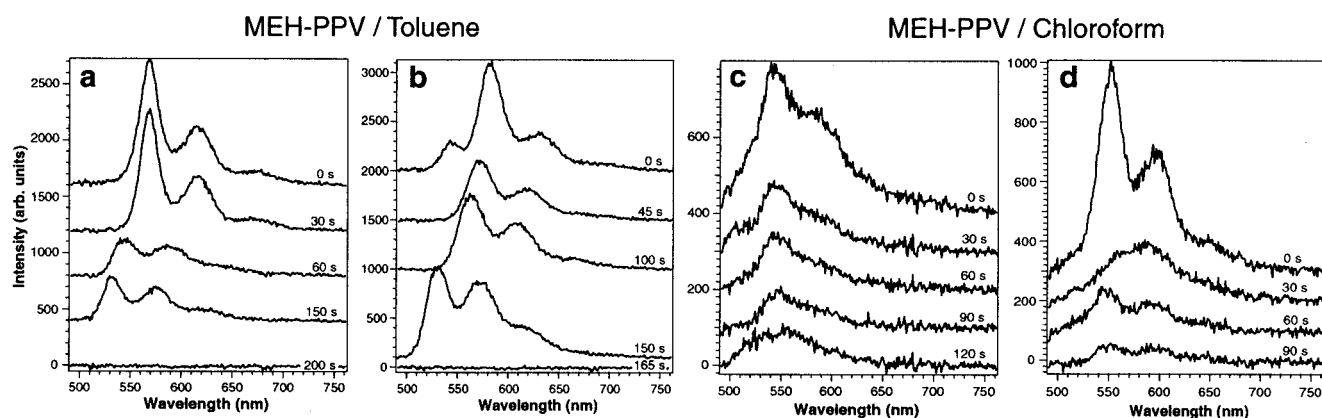 MEH-PPV / Toluene
MEH-PPV / Chloroform
a
b
c
d
Intensity (arb. units)
2500
2000
1500
1000
500
0
0 s
30 s
60 s
150 s
200 s
500 550 600 650 700 750
Wavelength (nm)
3000
2500
2000
1500
1000
500
0
0 s
45 s
100 s
150 s
165 s.
500 550 600 650 700 750
Wavelength (nm)
600
400
200
0
0 s
30 s
60 s
90 s
120 s
500 550 600 650 700 750
Wavelength (nm)
1000
800
600
400
200
0
0 s
30 s
60 s
90 s
500 550 600 650 700 750
Wavelength (nm)